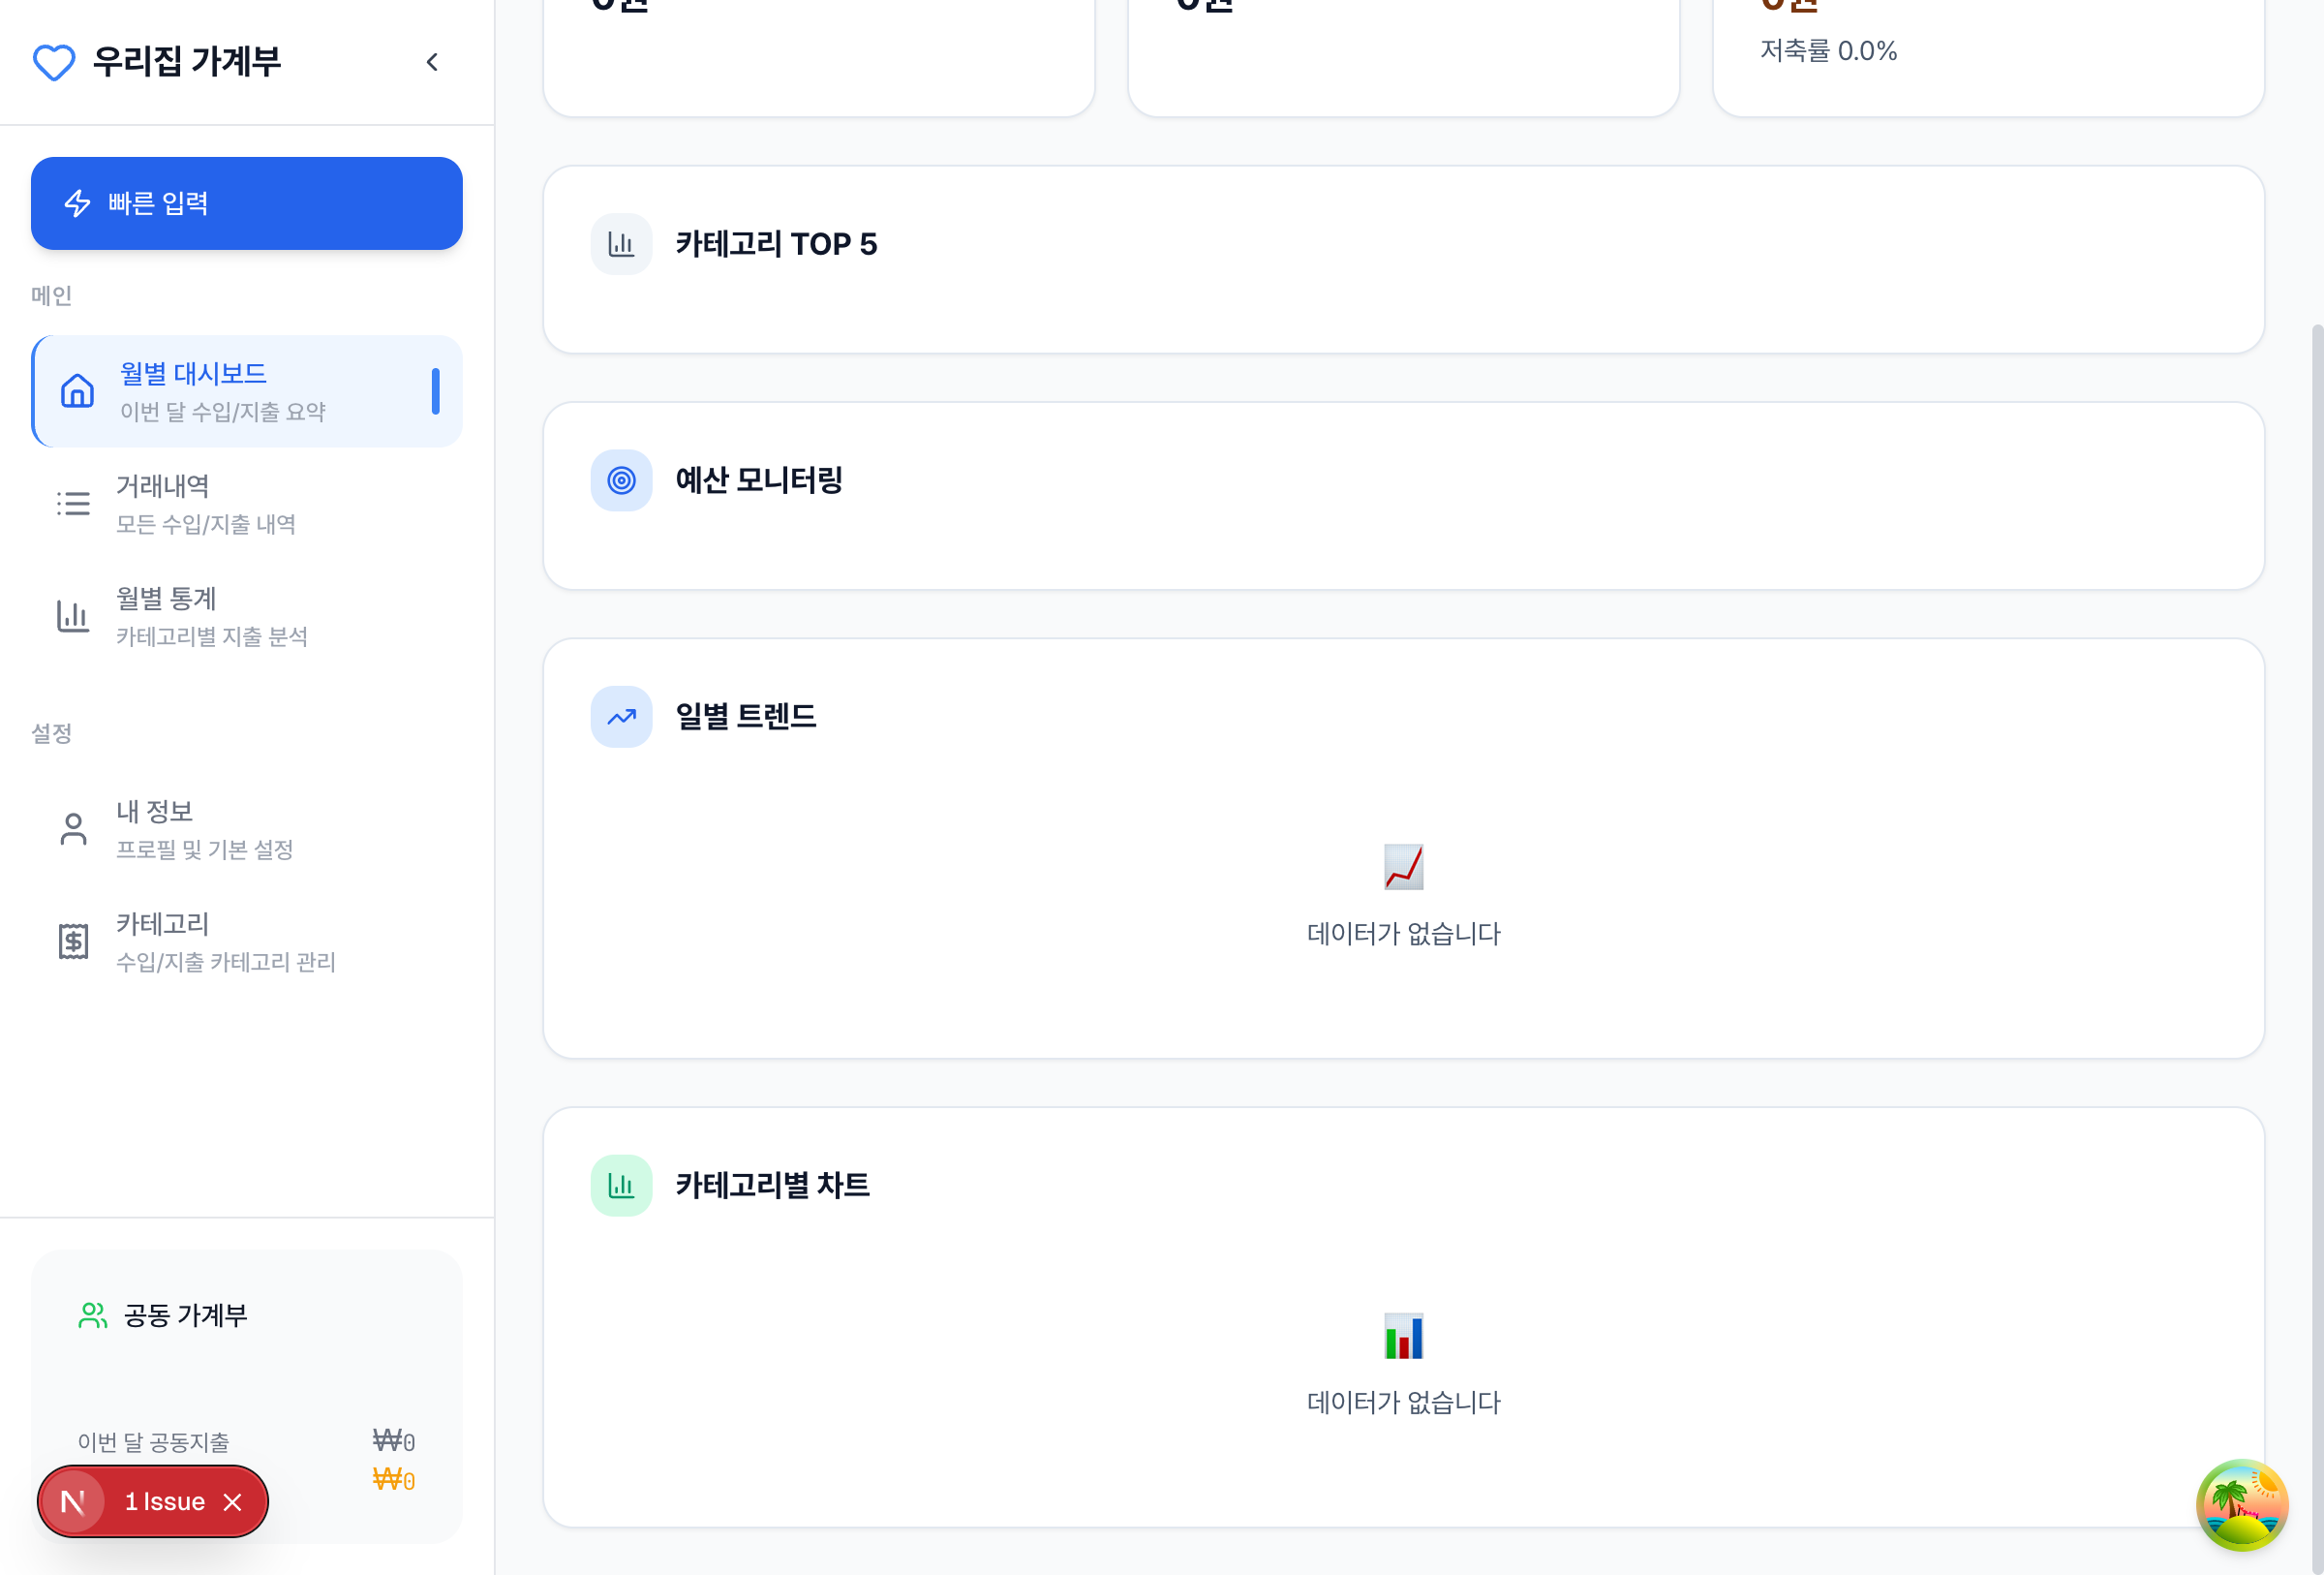 우리집 가계부
빠른 입력
메인
월별 대시보드
이번 달 수입/지출 요약
거래내역
모든 수입/지출 내역
월별 통계
카테고리별 지출 분석
설정
내 정보
프로필 및 기본 설정
카테고리
수입/지출 카테고리 관리
공동 가계부
이번 달 공동지출
₩0
₩0
1 Issue
0원
0원
0원
저축률 0.0%
카테고리 TOP 5
예산 모니터링
일별 트렌드
데이터가 없습니다
카테고리별 차트
데이터가 없습니다